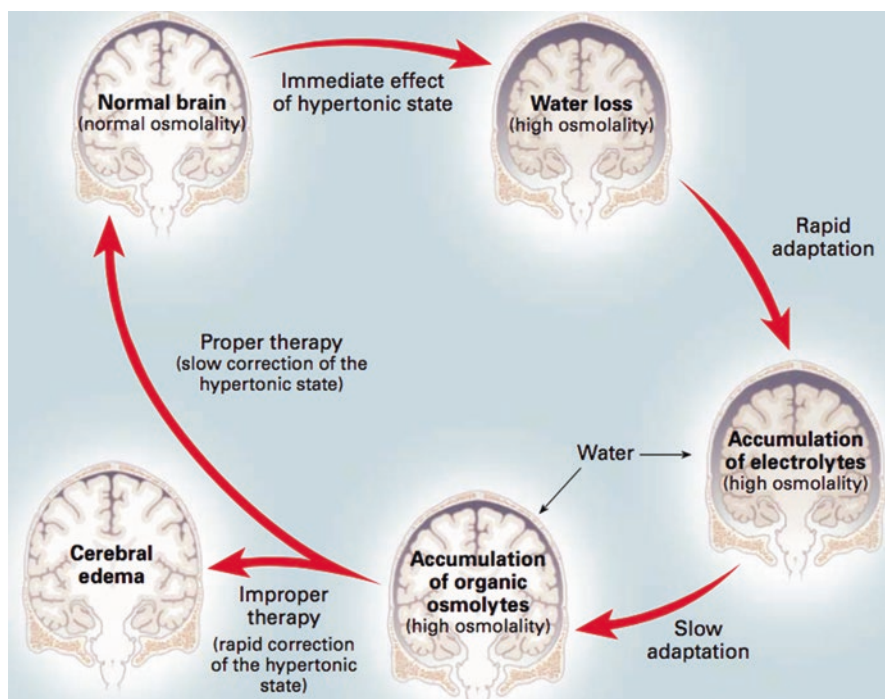 Normal brain
(normal osmolality)
Immediate effect
of hypertonic state
Water loss
(high osmolality)
Rapid
adaptation
Accumulation
of electrolytes
(high osmolality)
Water
Slow
adaptation
Accumulation
of organic
osmolytes
(high osmolality)
Proper therapy
(slow correction of the
hypertonic state)
Improper
therapy
(rapid correction
of the hypertonic
state)
Cerebral
edema